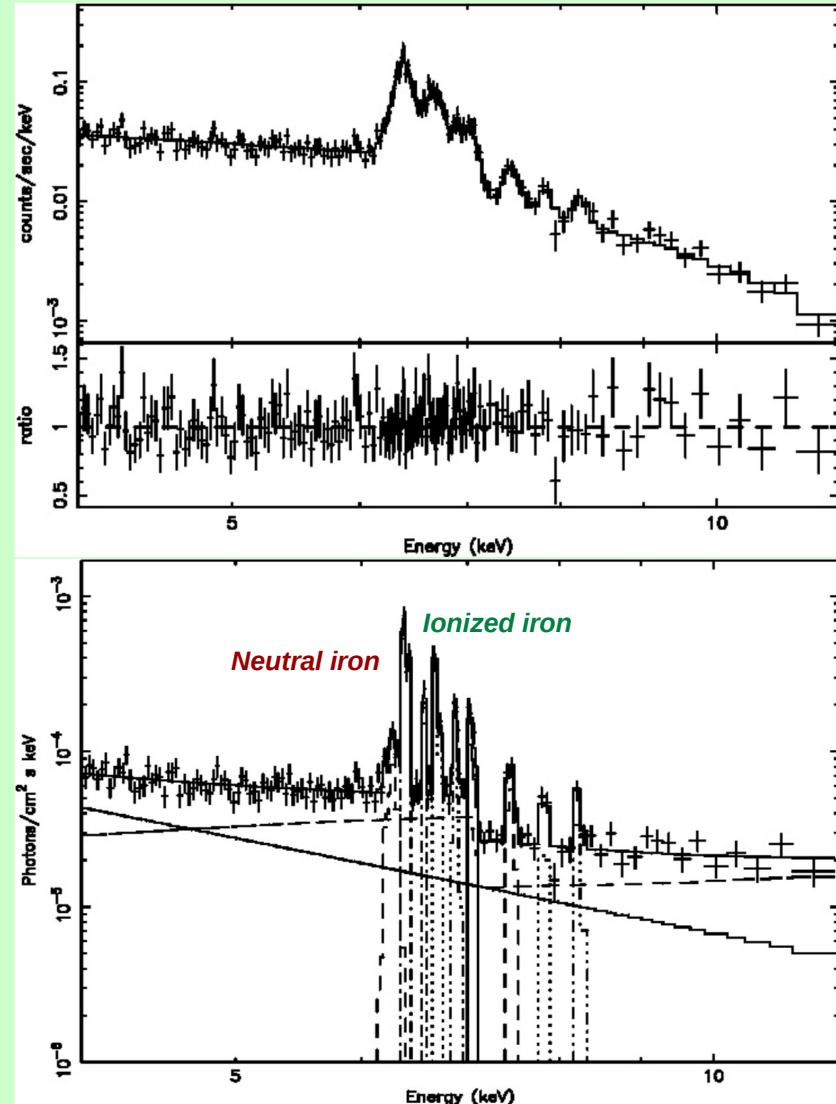 0.1
0.01
10⁻³
counts/sec/keV
1.5
1
0.5
ratio
5
10
Energy (keV)
10⁻³
10⁻⁴
10⁻⁵
10⁻⁶
Photons/cm² s keV
Ionized iron
Neutral iron
5
10
Energy (keV)